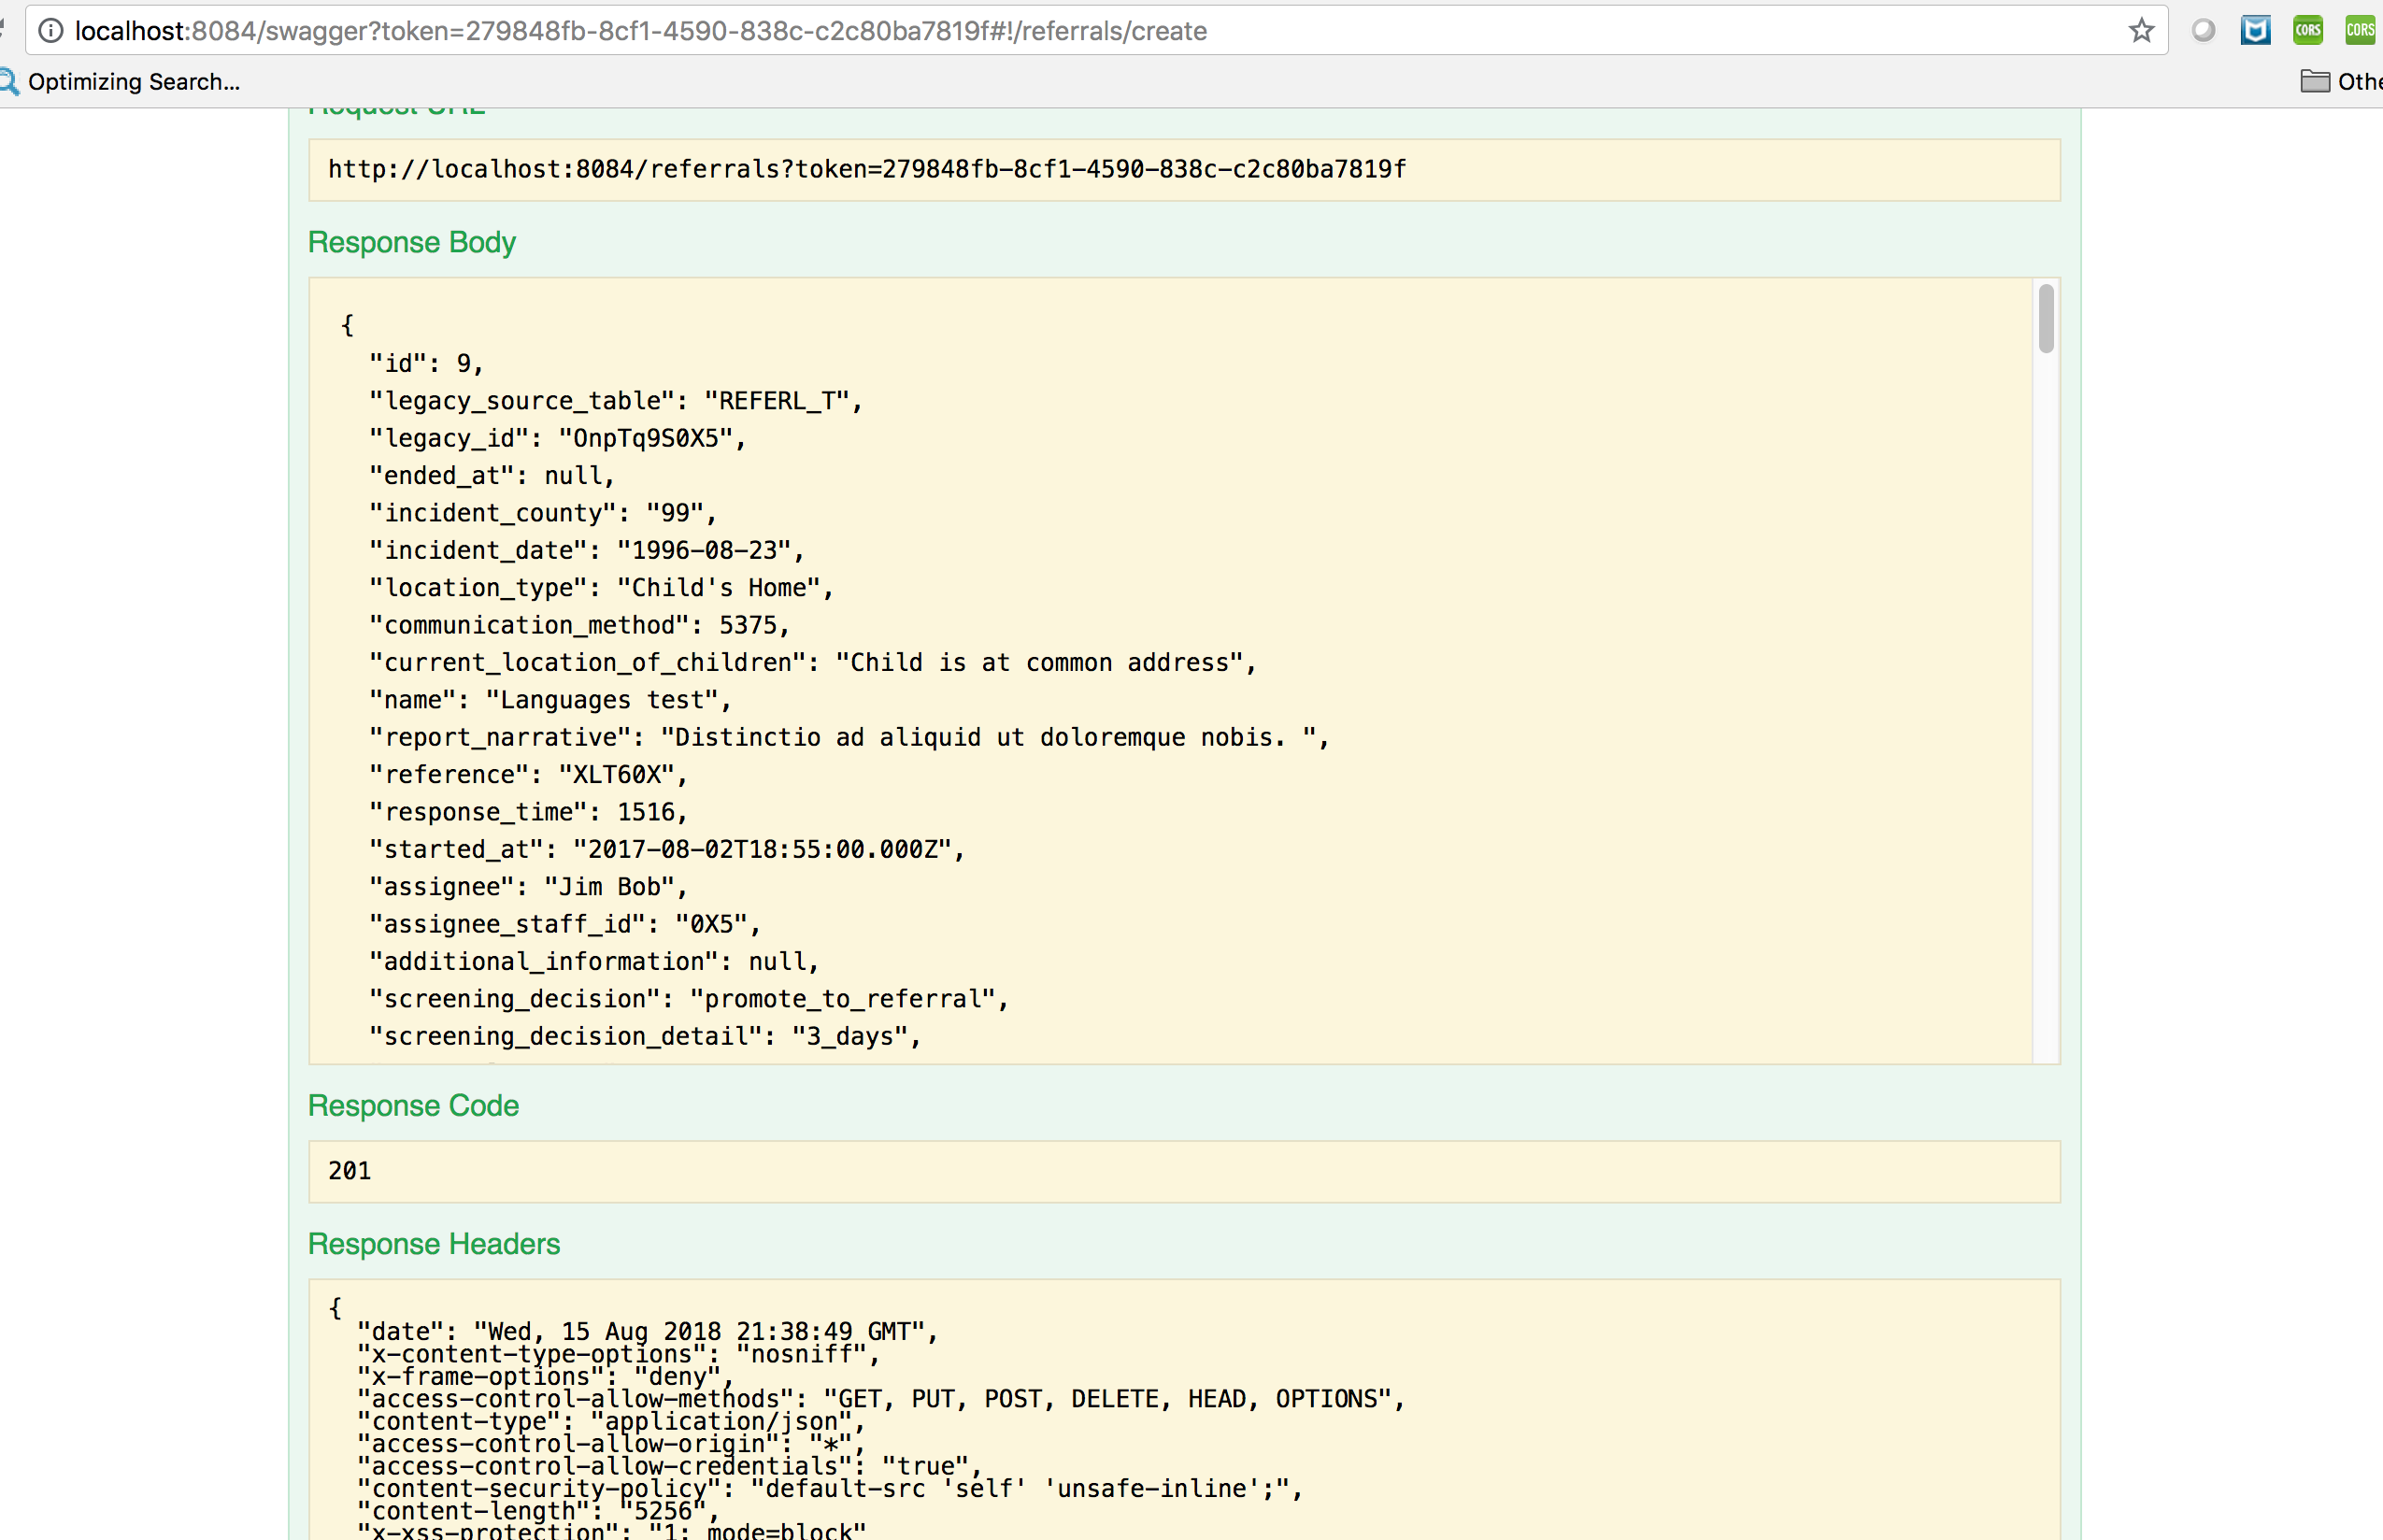 localhost:8084/swagger?token=279848fb-8cf1-4590-838c-c2c80ba7819f#!/referrals/create
CORS
CORS
Optimizing Search...
Othe
Request URL
http://localhost:8084/referrals?token=279848fb-8cf1-4590-838c-c2c80ba7819f
Response Body
{
"id": 9,
"legacy_source_table": "REFERL_T",
"legacy_id": "OnpTq9S0X5",
"ended_at": null,
"incident_county": "99",
"incident_date": "1996-08-23",
"location_type": "Child's Home",
"communication_method": 5375,
"current_location_of_children": "Child is at common address",
"name": "Languages test",
"report_narrative": "Distinctio ad aliquid ut doloremque nobis. ",
"reference": "XLT60X",
"response_time": 1516,
"started_at": "2017-08-02T18:55:00.000Z",
"assignee": "Jim Bob",
"assignee_staff_id": "0X5",
"additional_information": null,
"screening_decision": "promote_to_referral",
"screening_decision_detail": "3_days",
Response Code
201
Response Headers
{
"date": "Wed, 15 Aug 2018 21:38:49 GMT",
"x-content-type-options": "nosniff",
"x-frame-options": "deny",
"access-control-allow-methods": "GET, PUT, POST, DELETE, HEAD, OPTIONS",
"content-type": "application/json",
"access-control-allow-origin": "*",
"access-control-allow-credentials": "true",
"content-security-policy": "default-src 'self' 'unsafe-inline';",
"content-length": "5256",
"x-xss-protection": "1; mode=block"